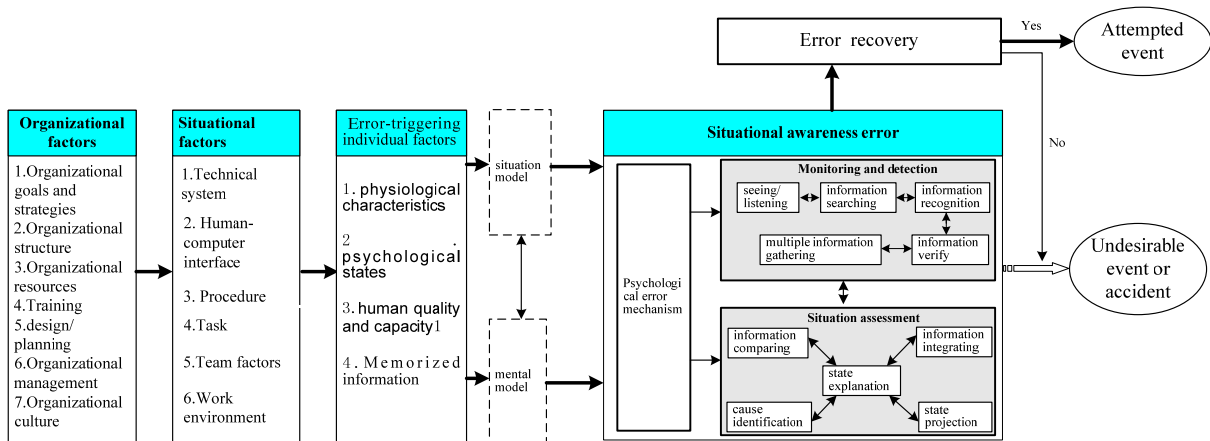 Error recovery
Yes
Attempted
event
No
Undesirable
event or
accident
Organizational
factors
1.Organizational
goals and
strategies
2.Organizational
structure
3.Organizational
resources
4.Training
5.design/
planning
6.Organizational
management
7.Organizational
culture
Situational
factors
1.Technical
system
2. Human-
computer
interface
3. Procedure
4.Task
5.Team factors
6.Work
environment
Error-triggering
individual factors
1. physiological
characteristics
2 .
psychological
states
3. human quality
and capacity1
4. Memorized
information
situation
model
mental
model
Situational awareness error
Psychologi
cal error
mechanism
Monitoring and detection
seeing/
listening
information
searching
information
recognition
multiple information
gathering
information
verify
Situation assessment
information
comparing
information
integrating
state
explanation
cause
identification
state
projection